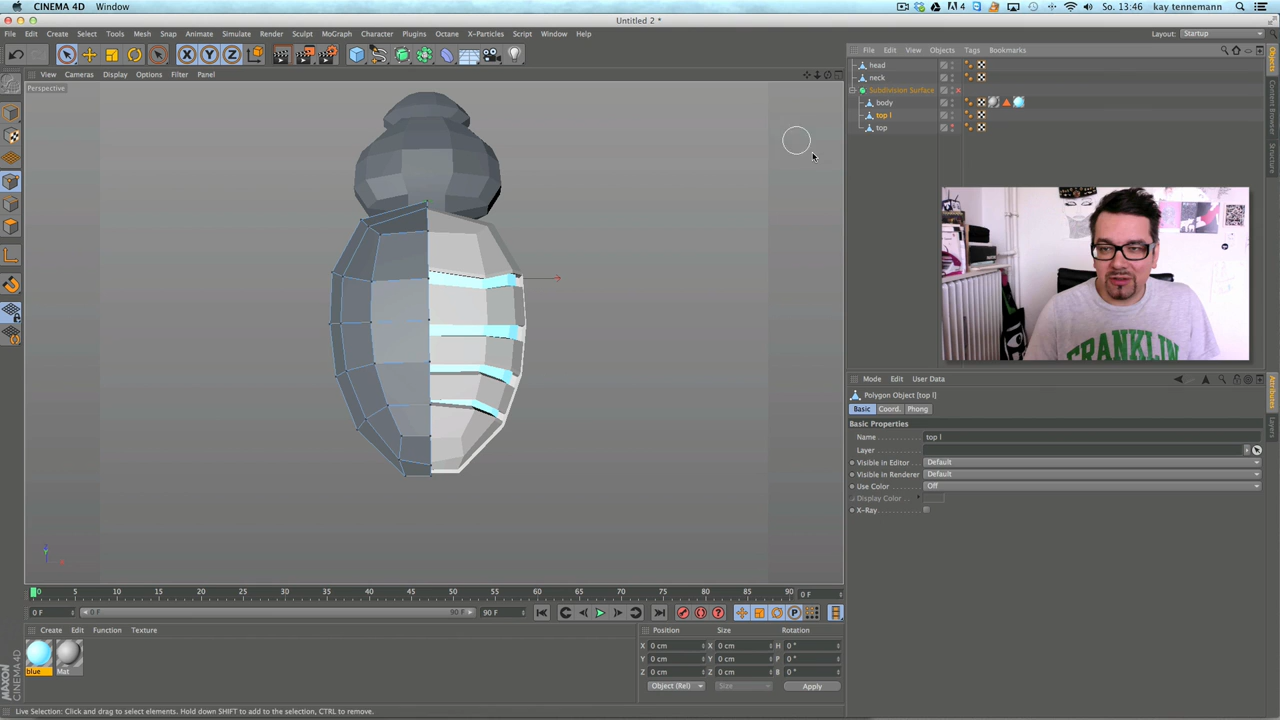 CINEMA 4D Window
4 So. 13:46 kay tennemann
Untitled 2 *
File Edit Create Select Tools Mesh Snap Animate Simulate Render Sculpt MoGraph Character Plugins Octane X-Particles Script Window Help
Layout: Startup
X Y Z
View Cameras Display Options Filter Panel
Perspective
File Edit View Objects Tags Bookmarks
head
neck
Subdivision Surface
body
top l
top
Objects
Content Browser
Structure
FRANKLIN
Mode Edit User Data
Polygon Object [top l]
Basic Coord. Phong
Basic Properties
Name top l
Layer
Visible in Editor Default
Visible in Renderer Default
Use Color Off
Display Color
X-Ray
Attributes
Layers
0 5 10 15 20 25 30 35 40 45 50 55 60 65 70 75 80 85 90 0 F
0 F 0 F 90 F 90 F
Create Edit Function Texture
blue Mat
Position Size Rotation
X 0 cm X 0 cm H 0 °
Y 0 cm Y 0 cm P 0 °
Z 0 cm Z 0 cm B 0 °
Object (Rel) Size Apply
MAXON CINEMA 4D
Live Selection: Click and drag to select elements. Hold down SHIFT to add to the selection, CTRL to remove.